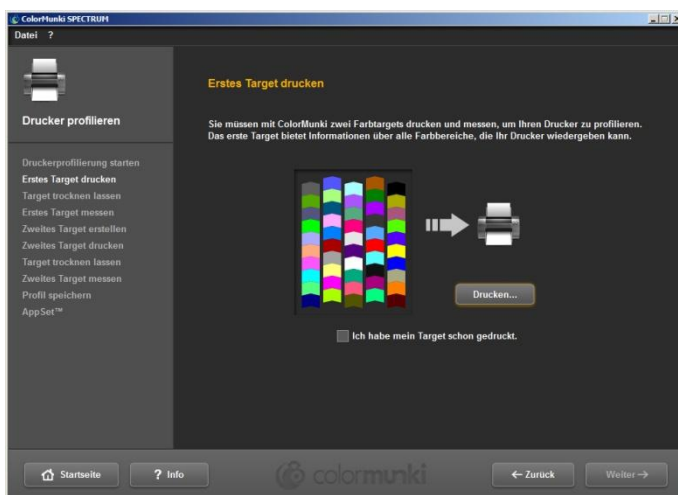 ColorMunki SPECTRUM
Datei ?
Drucker profilieren
Druckerprofilierung starten
Erstes Target drucken
Target trocknen lassen
Erstes Target messen
Zweites Target erstellen
Zweites Target drucken
Target trocknen lassen
Zweites Target messen
Profil speichern
AppSet™
Erstes Target drucken
Sie müssen mit ColorMunki zwei Farbtargets drucken und messen, um Ihren Drucker zu profilieren.
Das erste Target bietet Informationen über alle Farbbereiche, die Ihr Drucker wiedergeben kann.
Drucken...
Ich habe mein Target schon gedruckt.
Startseite
? Info
colormunki
← Zurück
Weiter →